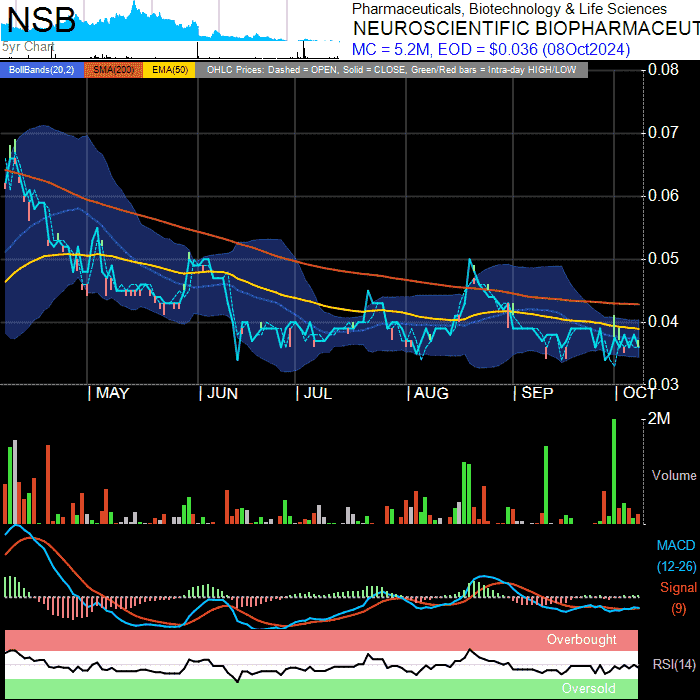 NSB
Pharmaceuticals, Biotechnology & Life Sciences
NEUROSCIENTIFIC BIOPHARMACEUT
MC = 5.2M, EOD = $0.036 (08Oct2024)
5yr Chart
BollBands(20,2) SMA(200) EMA(50) OHLC Prices: Dashed = OPEN, Solid = CLOSE, Green/Red bars = Intra-day HIGH/LOW
0.08
0.07
0.06
0.05
0.04
0.03
| MAY | JUN | JUL | AUG | SEP | OCT
2M
Volume
MACD
(12-26)
Signal
(9)
Overbought
RSI(14)
Oversold